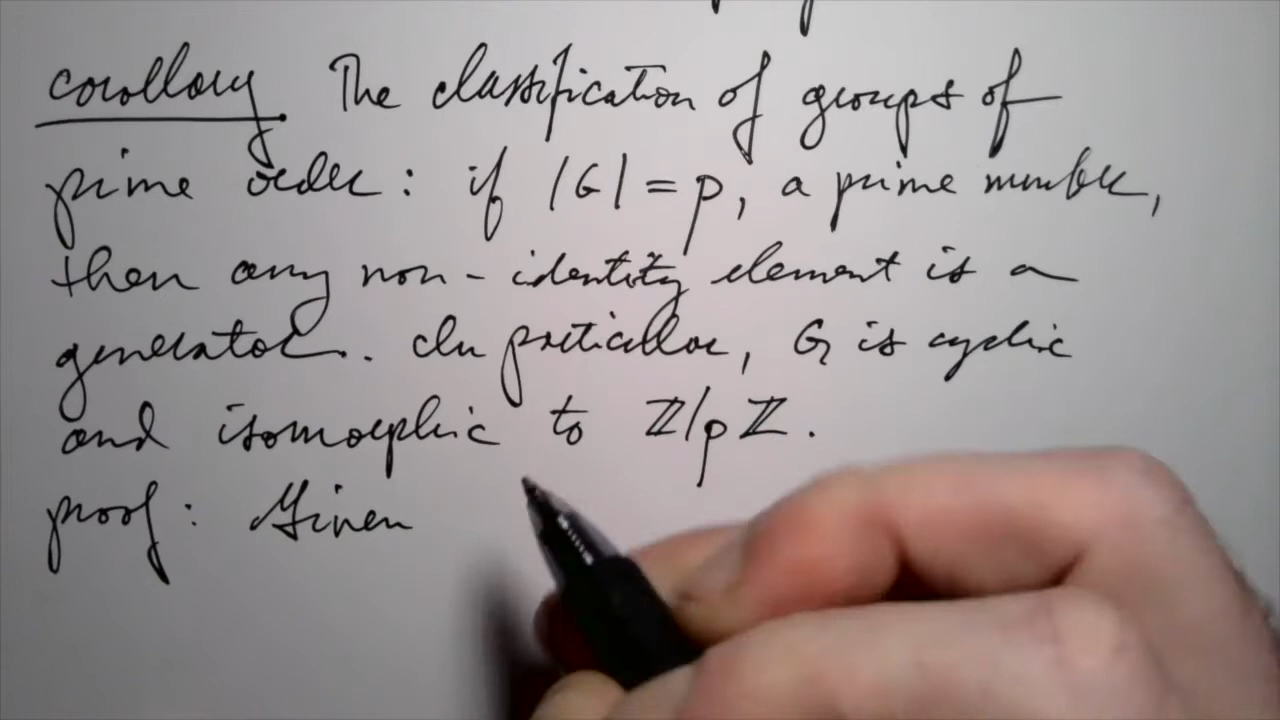 corollary. The classification of groups of
prime order: if |G| = p, a prime number,
then any non-identity element is a
generator. In particular, G is cyclic
and isomorphic to ℤ/pℤ.
proof: Given